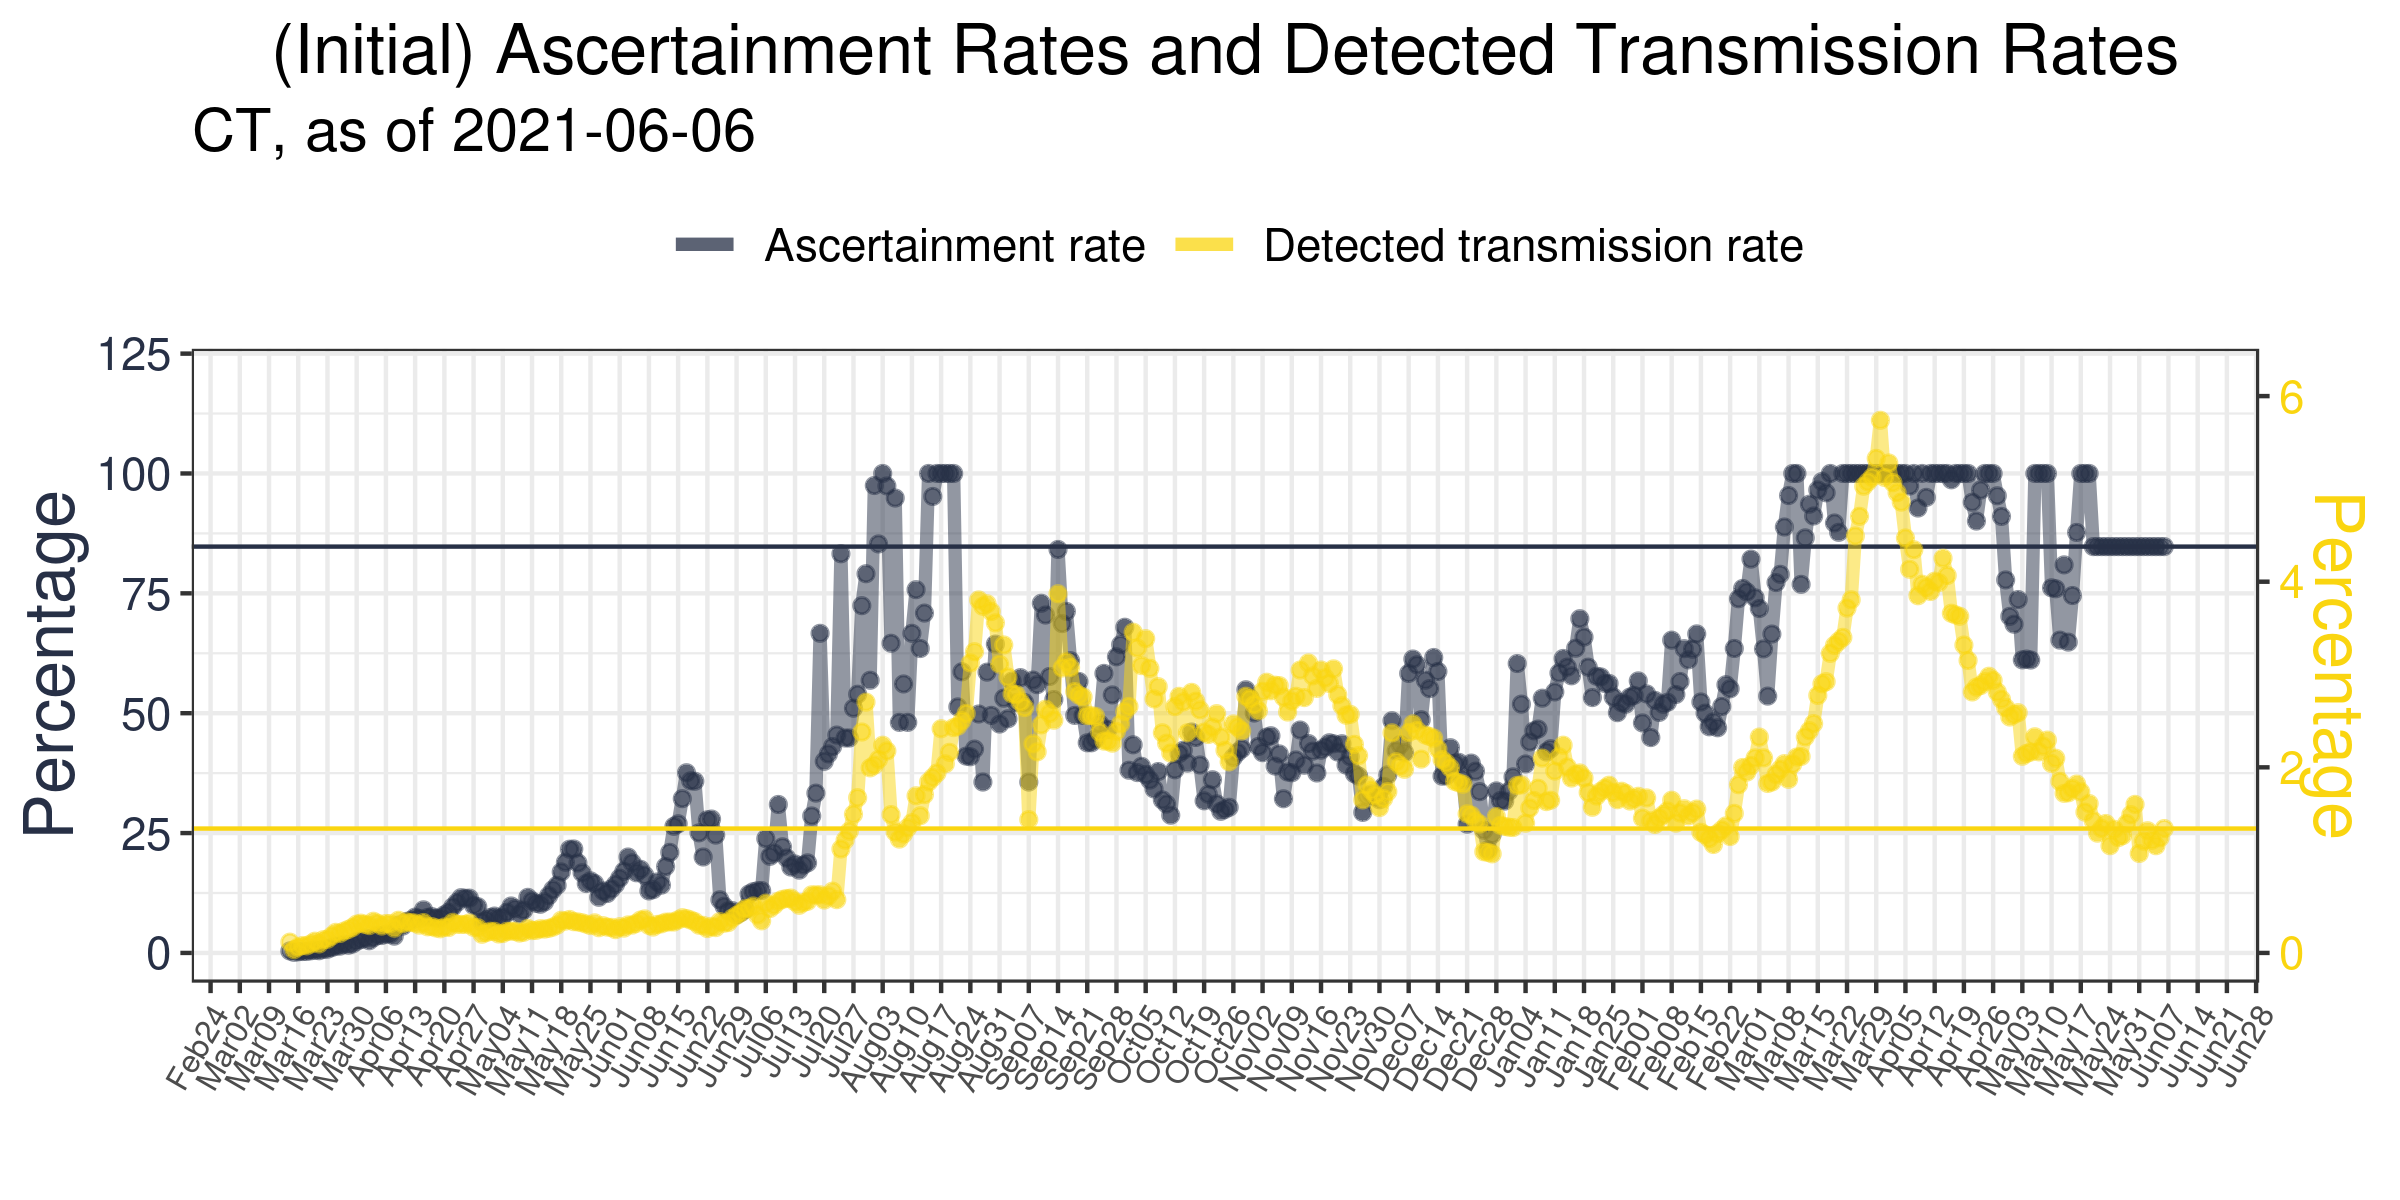 (Initial) Ascertainment Rates and Detected Transmission Rates
CT, as of 2021-06-06
Ascertainment rate
Detected transmission rate
Percentage
125
100
75
50
25
0
6
4
2
0
Percentage
Feb24
Mar02
Mar09
Mar16
Mar23
Mar30
Apr06
Apr13
Apr20
Apr27
May04
May11
May18
May25
Jun01
Jun08
Jun15
Jun22
Jun29
Jul06
Jul13
Jul20
Jul27
Aug03
Aug10
Aug17
Aug24
Aug31
Sep07
Sep14
Sep21
Sep28
Oct05
Oct12
Oct19
Oct26
Nov02
Nov09
Nov16
Nov23
Nov30
Dec07
Dec14
Dec21
Dec28
Jan04
Jan11
Jan18
Jan25
Feb01
Feb08
Feb15
Feb22
Mar01
Mar08
Mar15
Mar22
Mar29
Apr05
Apr12
Apr19
Apr26
May03
May10
May17
May24
May31
Jun07
Jun14
Jun21
Jun28